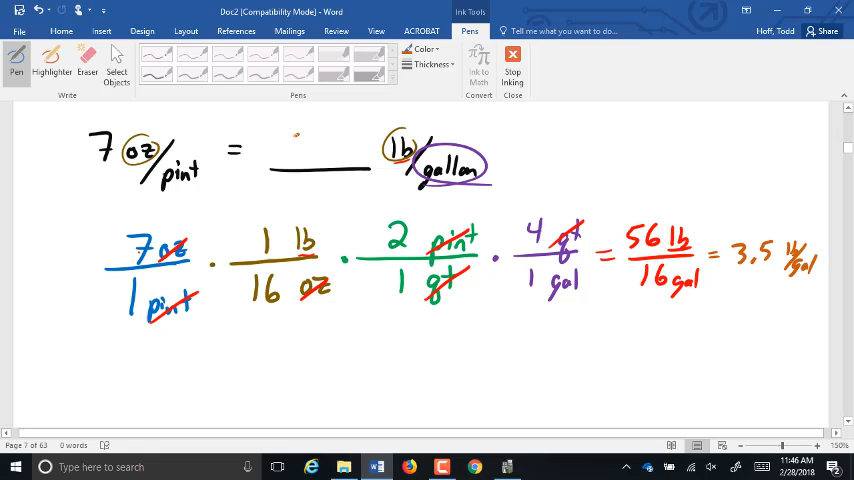 Doc2 [Compatibility Mode] - Word
Ink Tools
Hoff, Todd
File Home Insert Design Layout References Mailings Review View ACROBAT Pens Tell me what you want to do... Share
Pen Highlighter Eraser Select Objects
Color
Thickness
Ink to Math
Stop Inking
Write Pens Convert Close
7 oz/pint = ____ lb/gallon
7 oz / 1 pint · 1 lb / 16 oz · 2 pint / 1 qt · 4 qt / 1 gal = 56 lb / 16 gal = 3.5 lb/gal
Page 7 of 63 0 words 150%
Type here to search
11:46 AM
2/28/2018
2